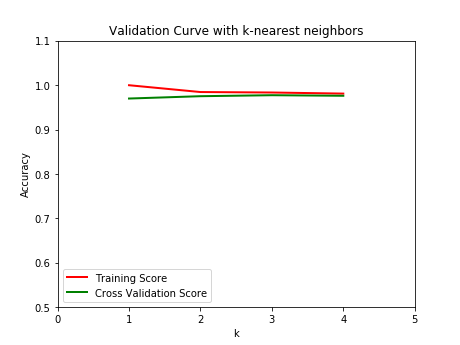 Validation Curve with k-nearest neighbors
1.1
1.0
0.9
0.8
0.7
0.6
0.5
Accuracy
Training Score
Cross Validation Score
0 1 2 3 4 5
k